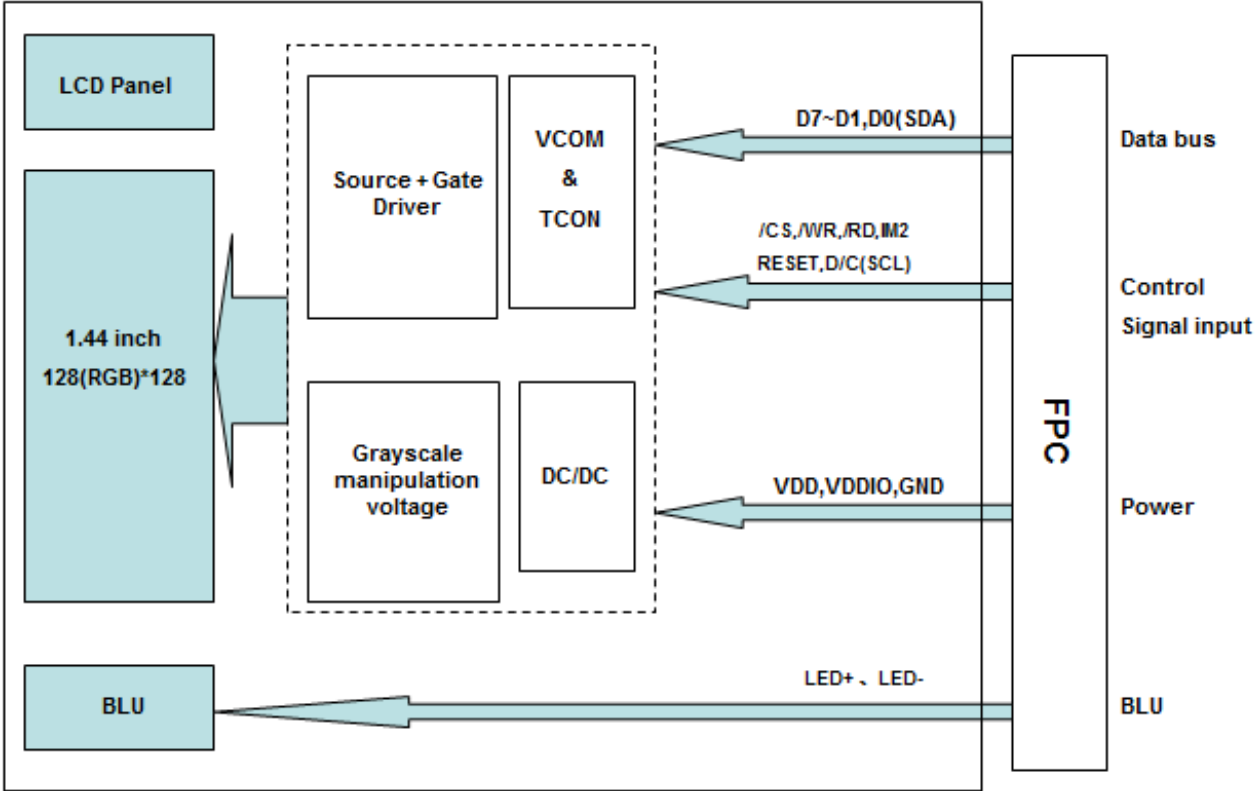 LCD Panel
1.44 inch
128(RGB)*128
BLU
Source + Gate
Driver
VCOM
&
TCON
Grayscale
manipulation
voltage
DC/DC
D7~D1,D0(SDA)
/CS,/WR,/RD,IM2
RESET,D/C(SCL)
VDD,VDDIO,GND
LED+、LED-
FPC
Data bus
Control
Signal input
Power
BLU